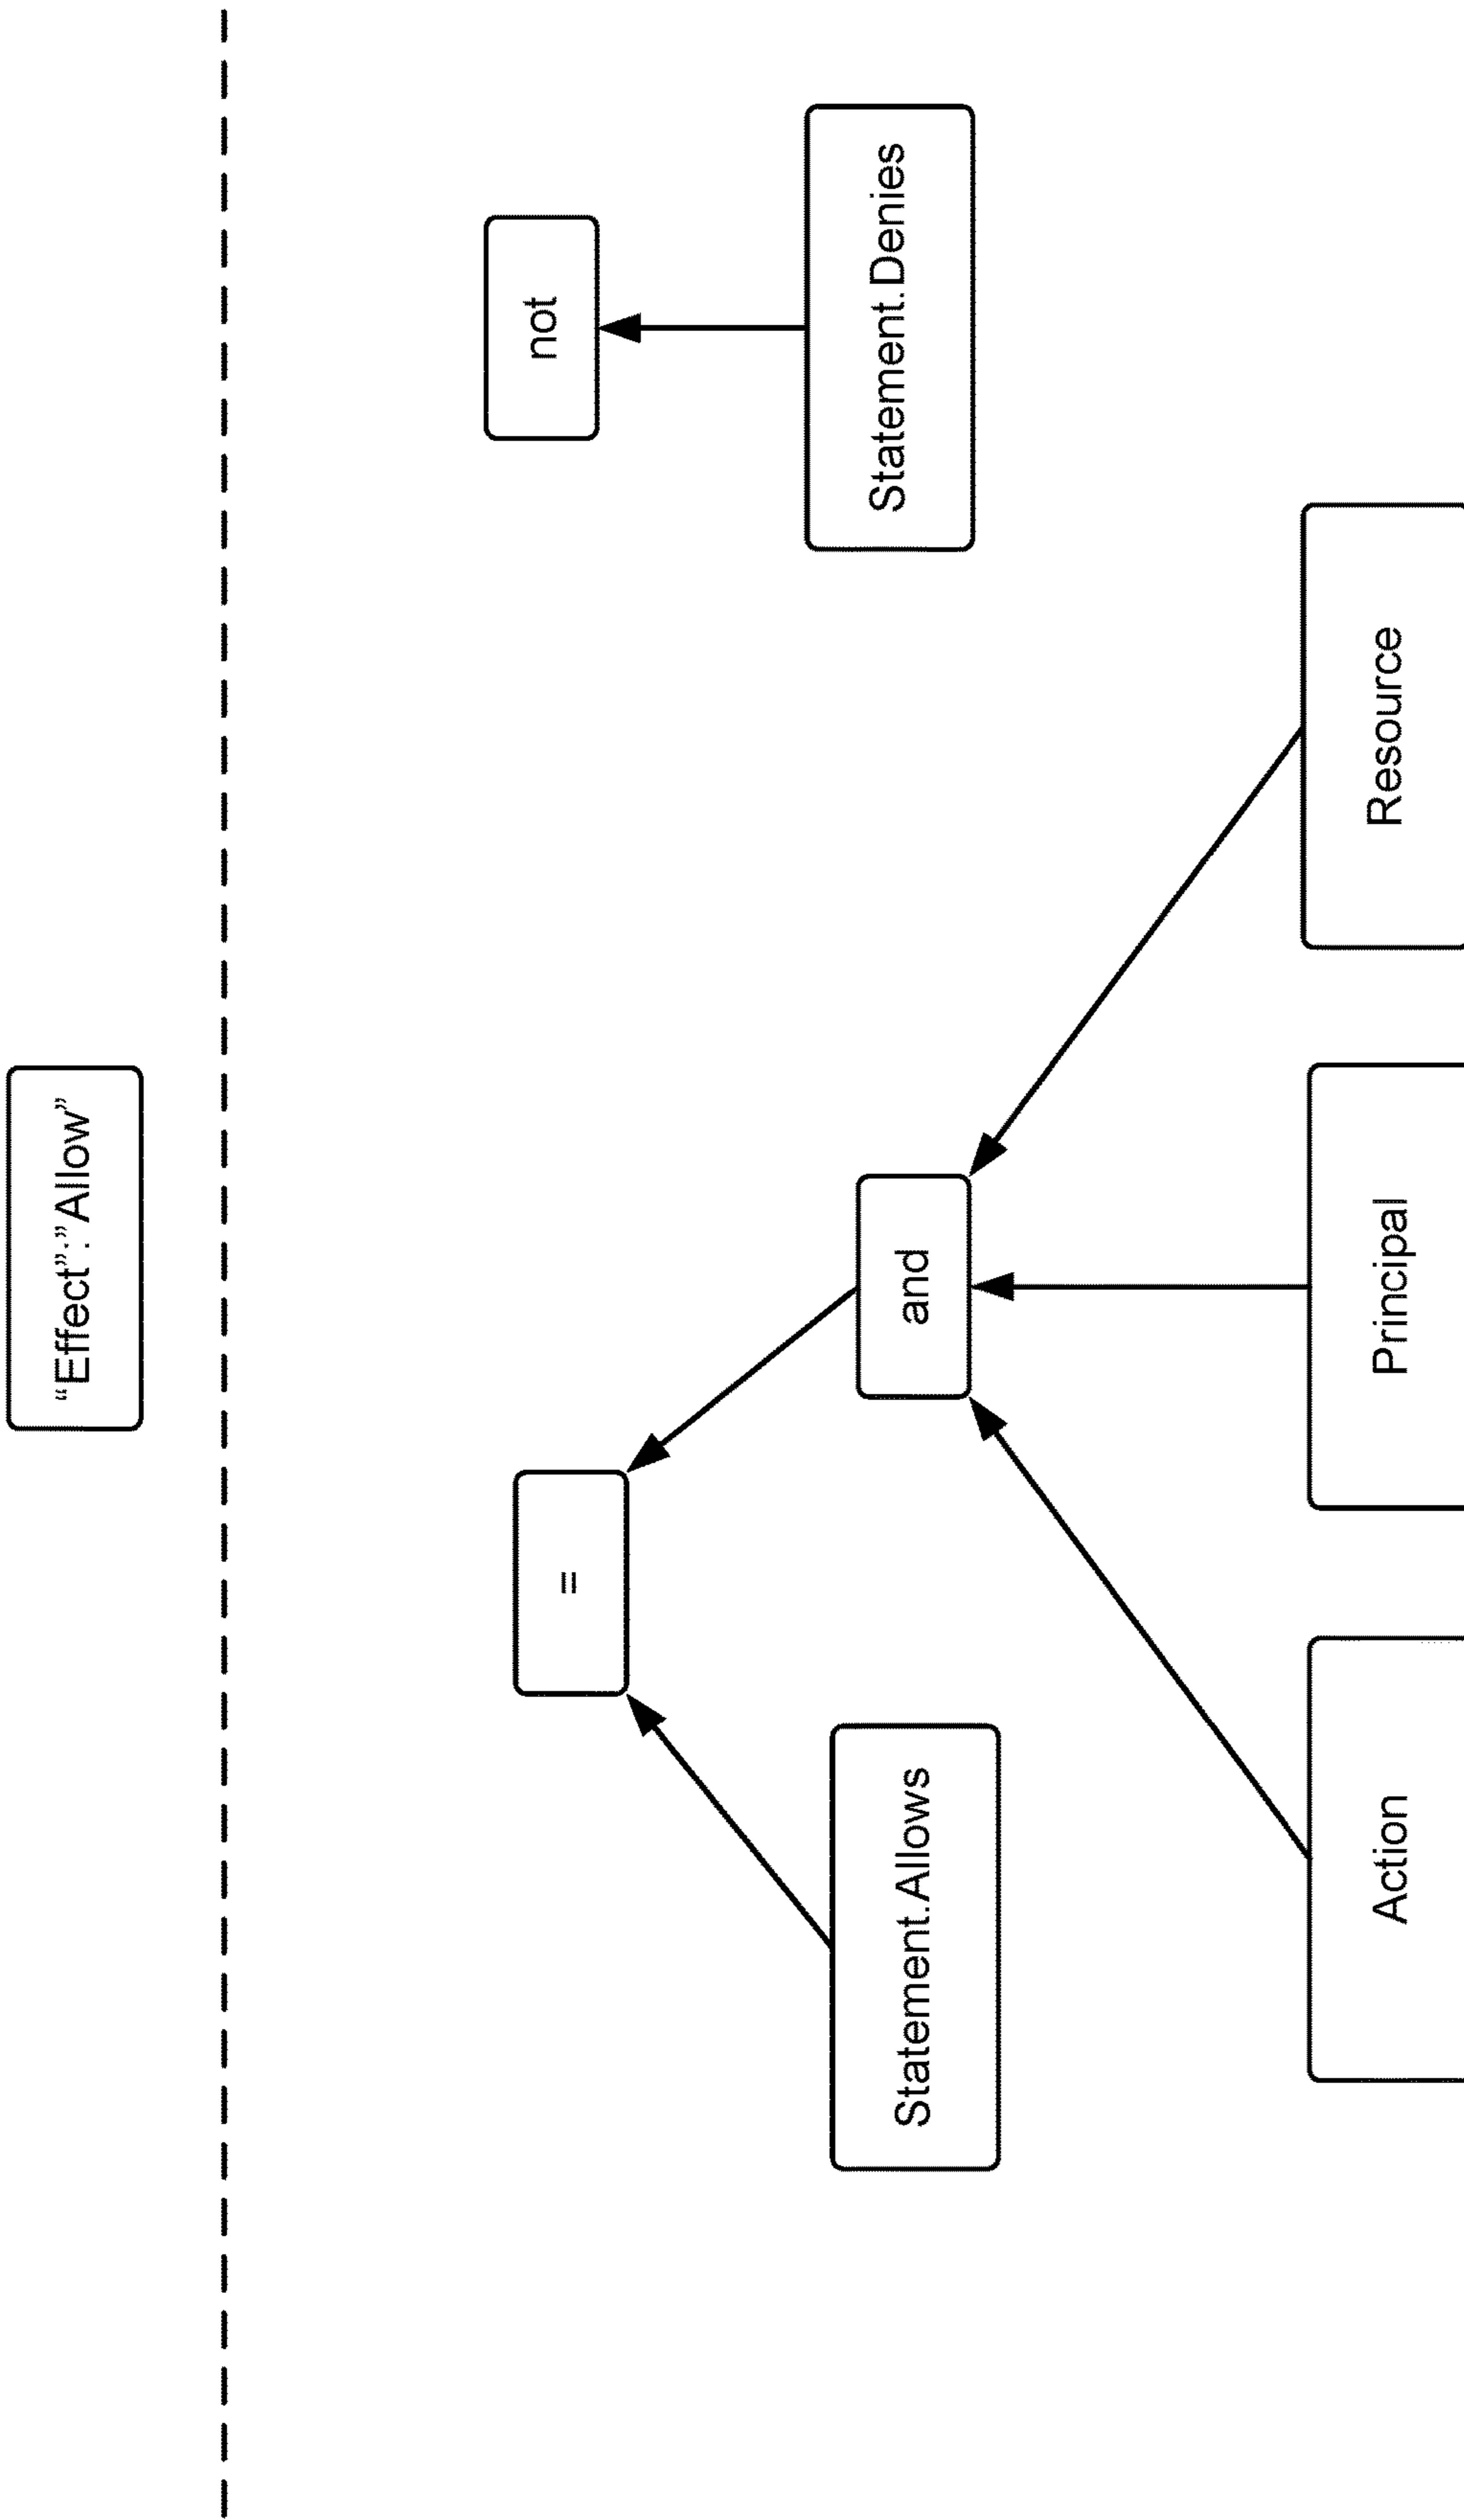 “Effect”:”Allow”
=
not
Statement.Allows
and
Statement.Denies
Action
Principal
Resource